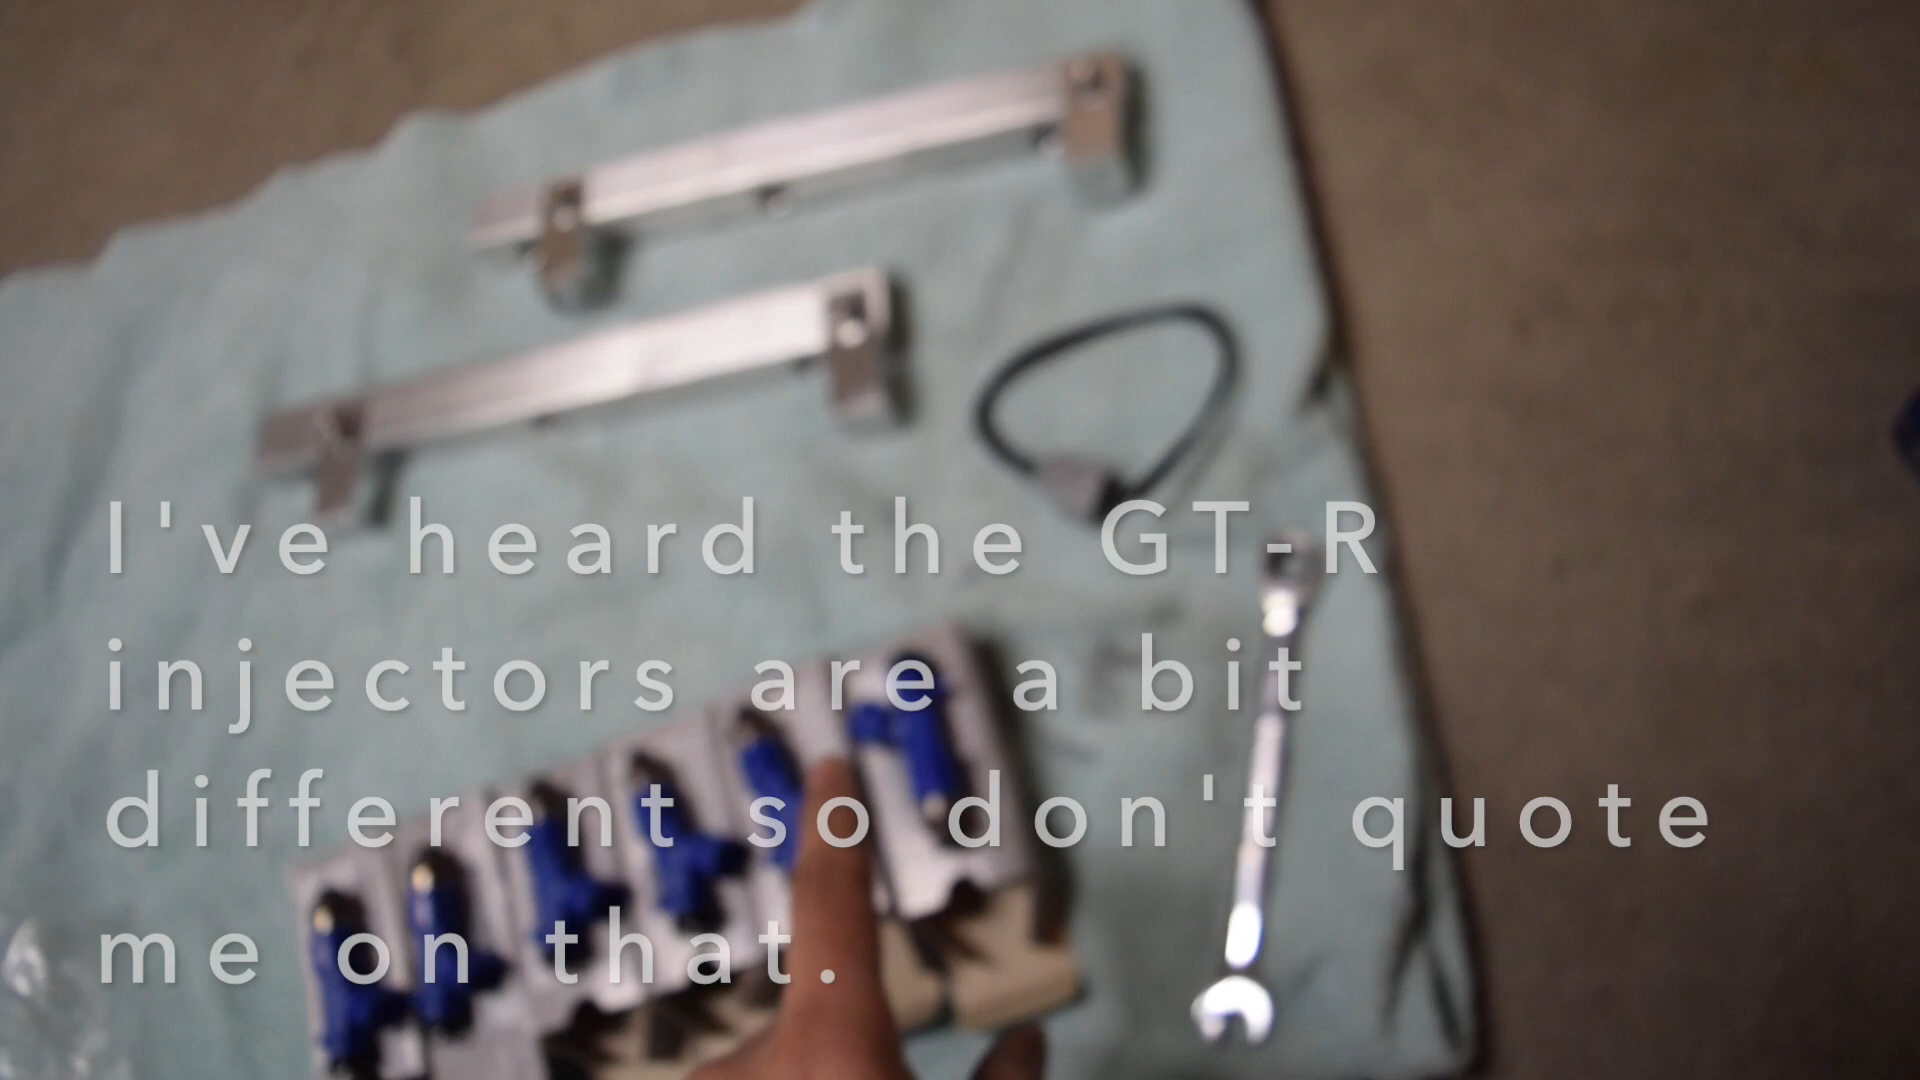 I've heard the GT-R
injectors are a bit
different so don't quote
me on that.